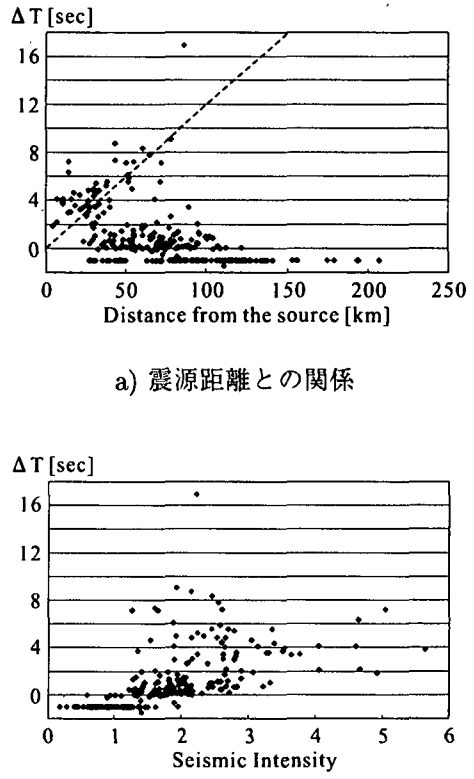 Δ T [sec]
16
12
8
4
0
0 50 100 150 200 250
Distance from the source [km]
a) 震源距離との関係
Δ T [sec]
16
12
8
4
0
0 1 2 3 4 5 6
Seismic Intensity